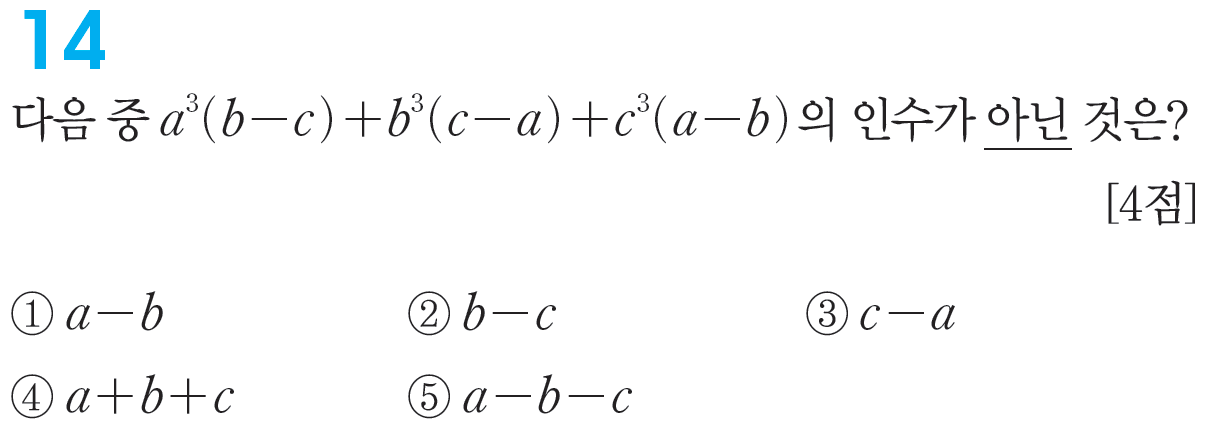 14
다음 중 a³(b-c)+b³(c-a)+c³(a-b)의 인수가 아닌 것은?
[4점]
① a-b ② b-c ③ c-a
④ a+b+c ⑤ a-b-c